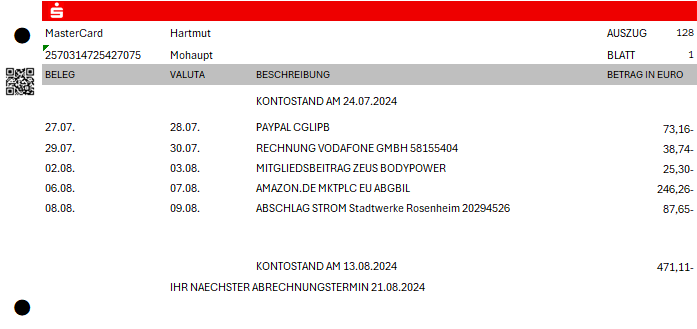 MasterCard Hartmut AUSZUG 128
2570314725427075 Mohaupt BLATT 1
BELEG VALUTA BESCHREIBUNG BETRAG IN EURO
KONTOSTAND AM 24.07.2024
27.07. 28.07. PAYPAL CGLIPB 73,16-
29.07. 30.07. RECHNUNG VODAFONE GMBH 58155404 38,74-
02.08. 03.08. MITGLIEDSBEITRAG ZEUS BODYPOWER 25,30-
06.08. 07.08. AMAZON.DE MKTPLC EU ABGBIL 246,26-
08.08. 09.08. ABSCHLAG STROM Stadtwerke Rosenheim 20294526 87,65-
KONTOSTAND AM 13.08.2024 471,11-
IHR NAECHSTER ABRECHNUNGSTERMIN 21.08.2024